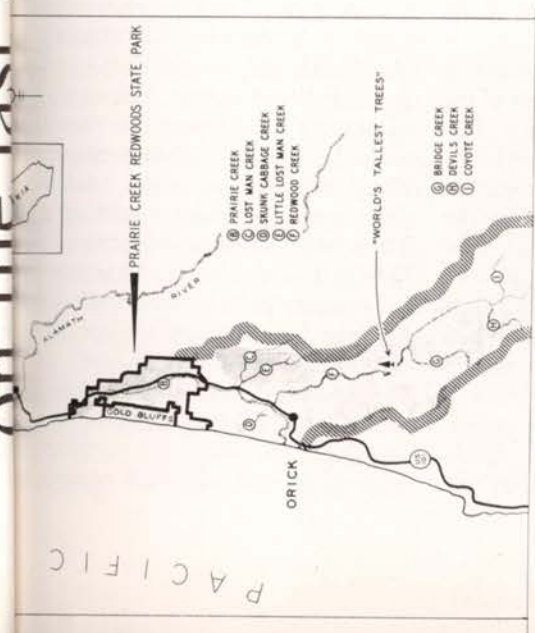 PRAIRIE CREEK REDWOODS STATE PARK
RIVER
GOLD BLUFFS
Ⓑ PRAIRIE CREEK
Ⓒ LOST MAN CREEK
Ⓓ SKUNK CABBAGE CREEK
Ⓔ LITTLE LOST MAN CREEK
Ⓕ REDWOOD CREEK
B
C
E
D
F
ORICK
"WORLD'S TALLEST TREES"
G
H
I
Ⓖ BRIDGE CREEK
Ⓗ DEVILS CREEK
Ⓘ COYOTE CREEK
PACIFIC